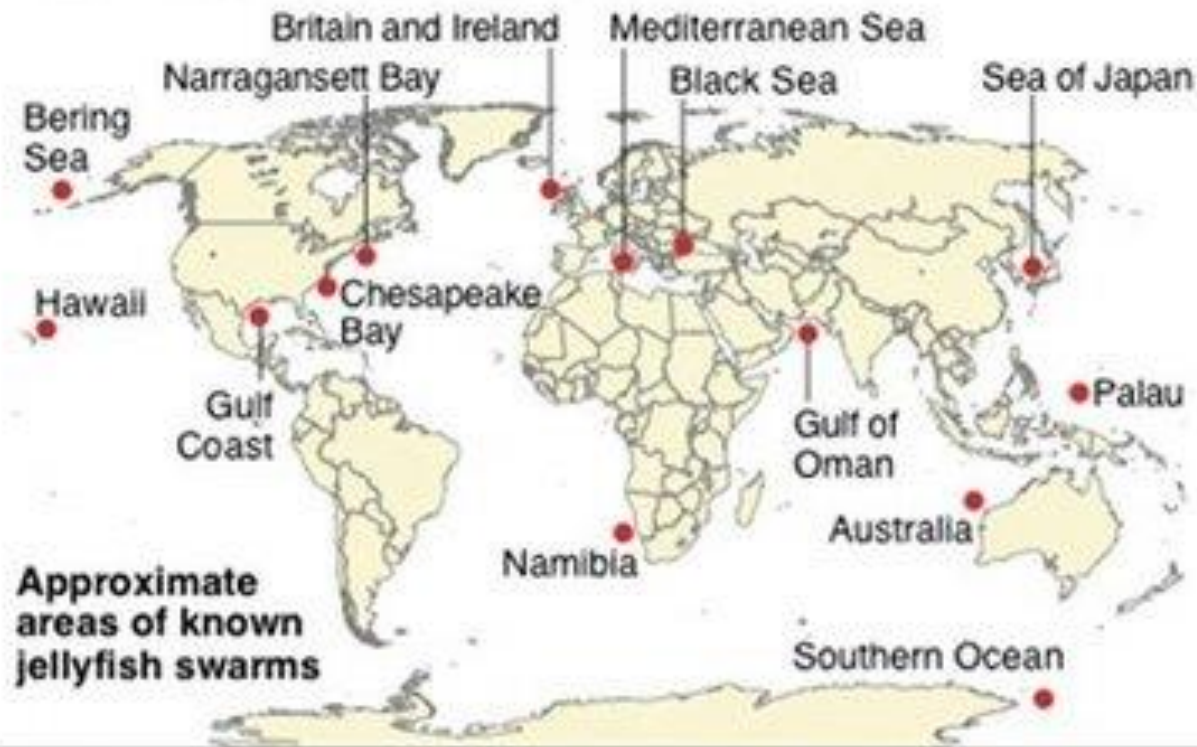 Britain and Ireland
Mediterranean Sea
Narragansett Bay
Black Sea
Sea of Japan
Bering
Sea
Hawaii
Chesapeake
Bay
Gulf
Coast
Palau
Gulf of
Oman
Australia
Namibia
Approximate
areas of known
jellyfish swarms
Southern Ocean